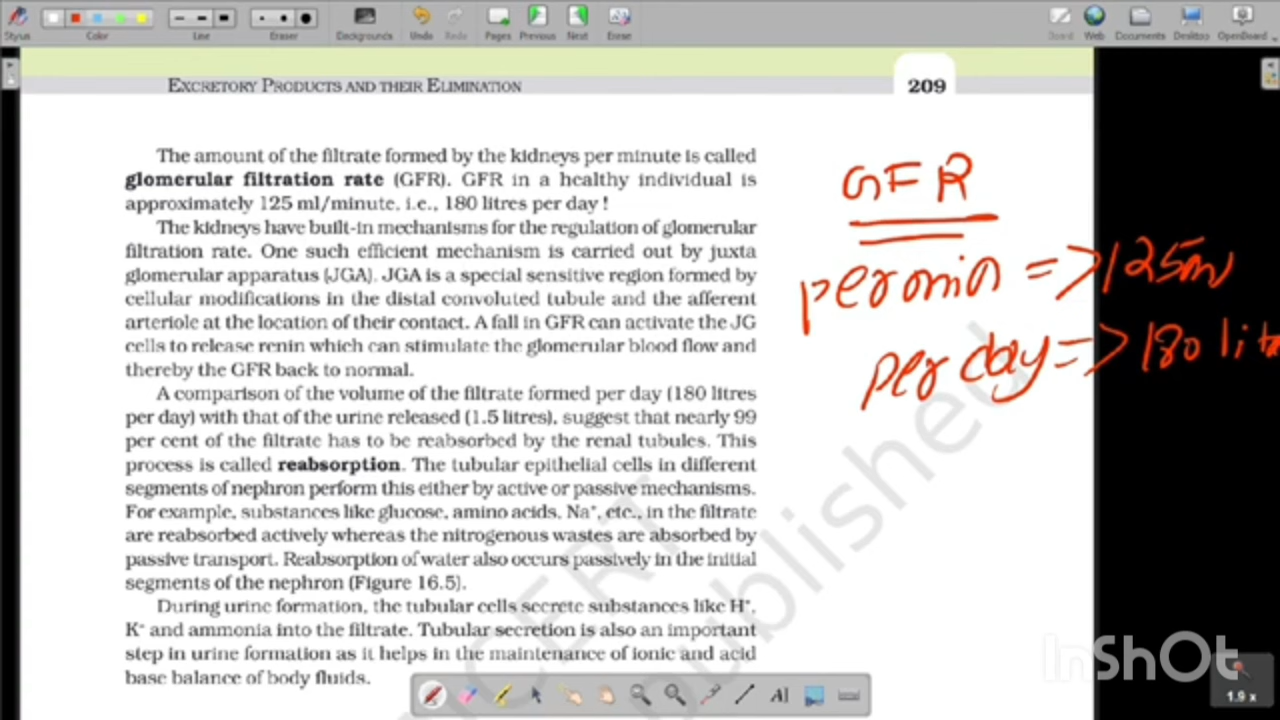 Stylus
Color
Line
Eraser
Backgrounds
Undo
Redo
Pages
Previous
Next
Erase
Board
Web
Documents
Desktop
OpenBoard
EXCRETORY PRODUCTS AND THEIR ELIMINATION
209
The amount of the filtrate formed by the kidneys per minute is called
glomerular filtration rate (GFR). GFR in a healthy individual is
approximately 125 ml/minute, i.e., 180 litres per day !
The kidneys have built-in mechanisms for the regulation of glomerular
filtration rate. One such efficient mechanism is carried out by juxta
glomerular apparatus (JGA). JGA is a special sensitive region formed by
cellular modifications in the distal convoluted tubule and the afferent
arteriole at the location of their contact. A fall in GFR can activate the JG
cells to release renin which can stimulate the glomerular blood flow and
thereby the GFR back to normal.
A comparison of the volume of the filtrate formed per day (180 litres
per day) with that of the urine released (1.5 litres), suggest that nearly 99
per cent of the filtrate has to be reabsorbed by the renal tubules. This
process is called reabsorption. The tubular epithelial cells in different
segments of nephron perform this either by active or passive mechanisms.
For example, substances like glucose, amino acids, Na⁺, etc., in the filtrate
are reabsorbed actively whereas the nitrogenous wastes are absorbed by
passive transport. Reabsorption of water also occurs passively in the initial
segments of the nephron (Figure 16.5).
During urine formation, the tubular cells secrete substances like H⁺,
K⁺ and ammonia into the filtrate. Tubular secretion is also an important
step in urine formation as it helps in the maintenance of ionic and acid
base balance of body fluids.
GFR
per min => 125ml
per day => 180 lit
NCERT
published
InShOt
1.9 x